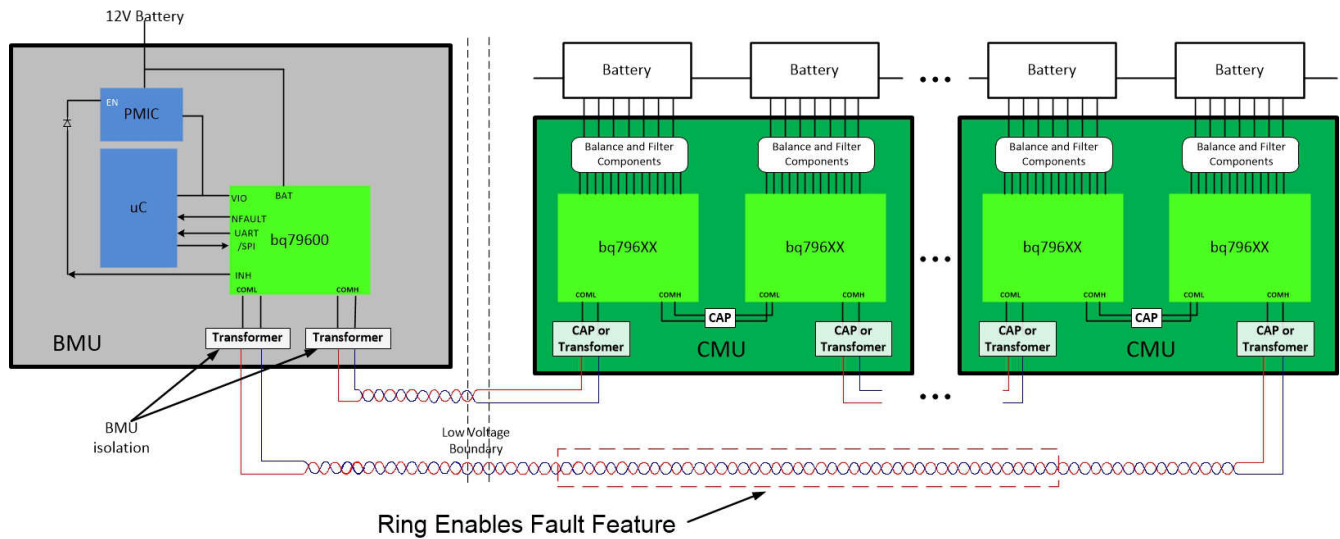 12V Battery
EN
PMIC
uC
VIO
BAT
NFAULT
UART
/SPI
bq79600
INH
COML
COMH
Transformer
Transformer
BMU
BMU
isolation
Low Voltage
Boundary
Battery
Battery
•••
Battery
Battery
Balance and Filter
Components
Balance and Filter
Components
Balance and Filter
Components
Balance and Filter
Components
bq796XX
bq796XX
•••
bq796XX
bq796XX
COML
COMH
COML
COMH
COML
COMH
COML
COMH
CAP
CAP
CAP or
Transfomer
CMU
CAP or
Transfomer
CAP or
Transfomer
CMU
CAP or
Transfomer
•••
Ring Enables Fault Feature